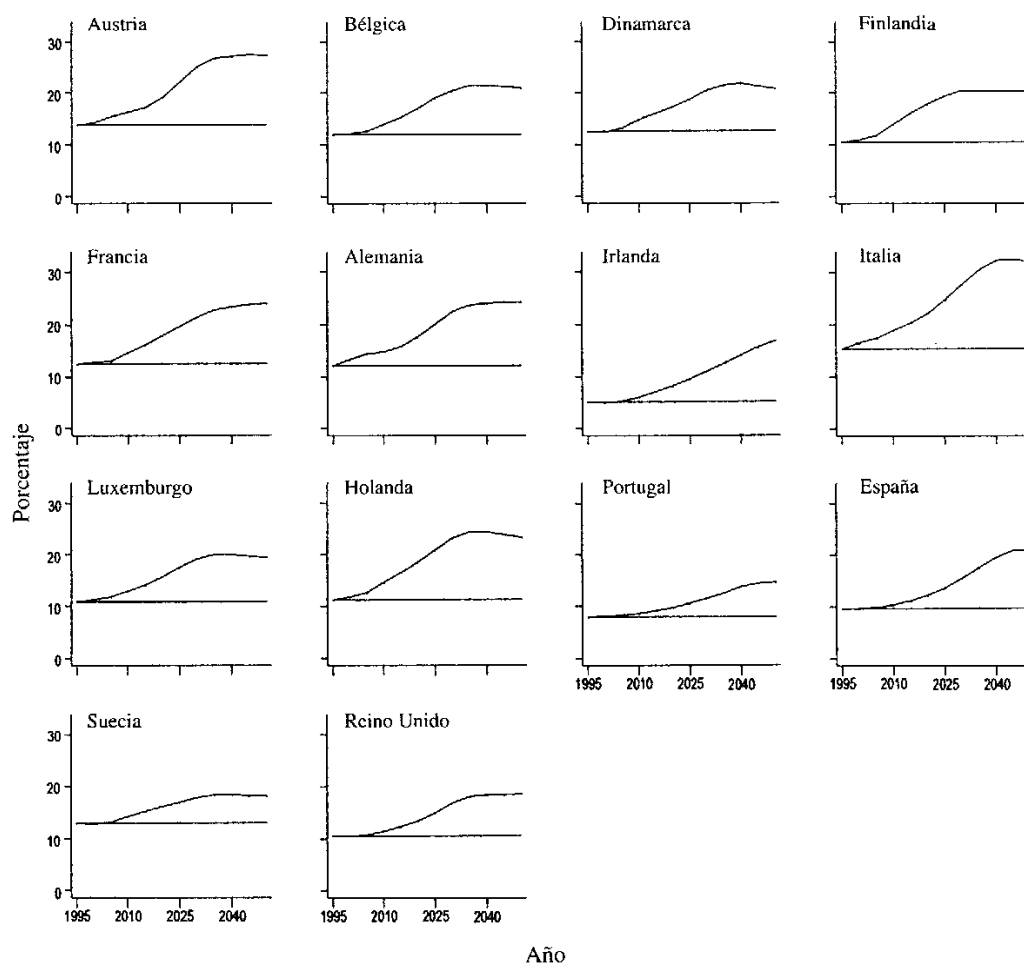 Austria Bélgica Dinamarca Finlandia
30
20
10
0
Francia Alemania Irlanda Italia
30
20
10
0
Porcentaje
Luxemburgo Holanda Portugal España
30
20
10
0
1995 2010 2025 2040 1995 2010 2025 2040
Suecia Reino Unido
30
20
10
0
1995 2010 2025 2040 1995 2010 2025 2040
Año